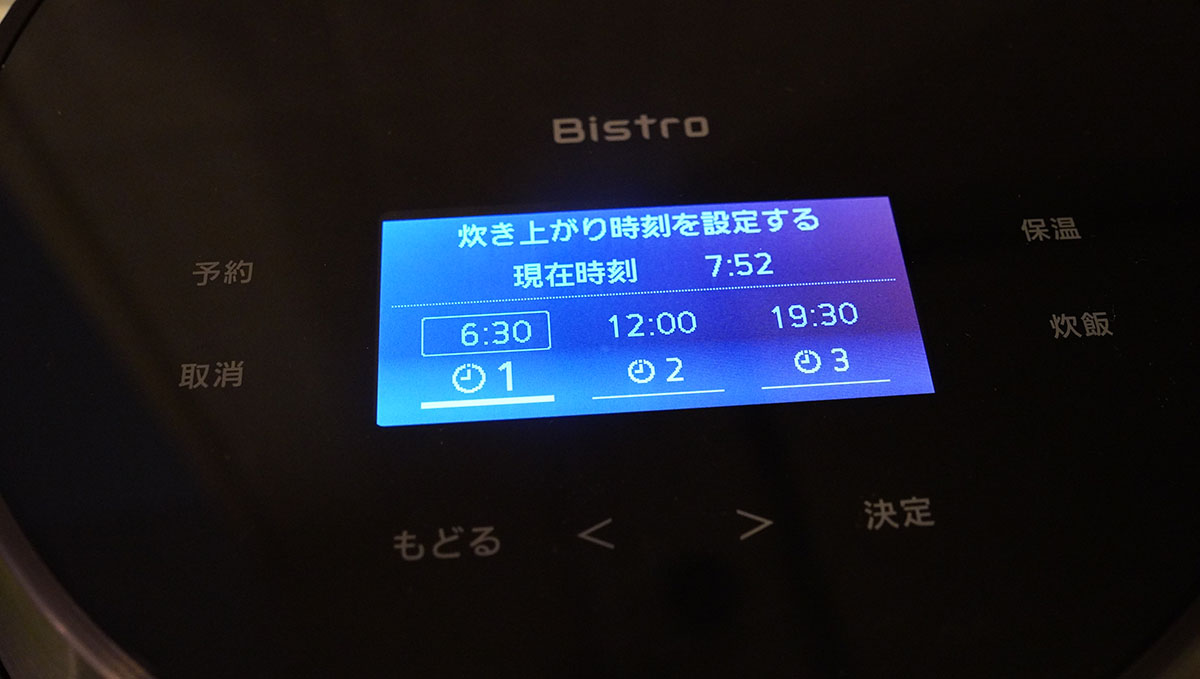 Bistro
炊き上がり時刻を設定する
現在時刻 7:52
6:30 12:00 19:30
1 2 3
予約
取消
保温
炊飯
もどる < > 決定